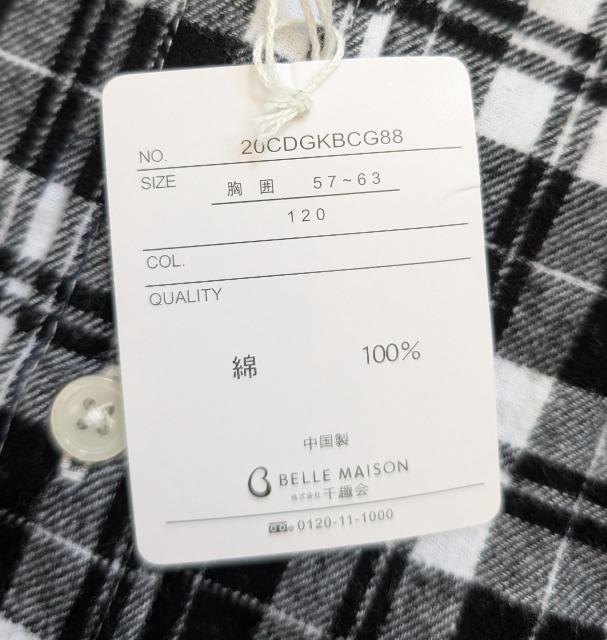 NO. 20CDGKBCG88
SIZE 胸囲 57~63
120
COL.
QUALITY
綿 100%
中国製
BELLE MAISON
株式会社千趣会
0120-11-1000